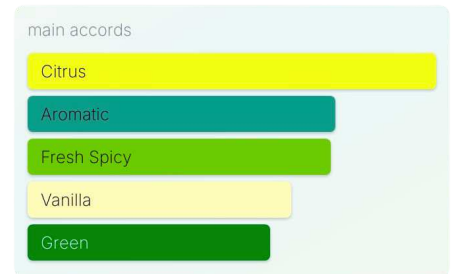 main accords
Citrus
Aromatic
Fresh Spicy
Vanilla
Green